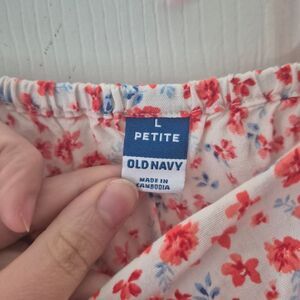 L
PETITE
OLD NAVY
MADE IN
CAMBODIA